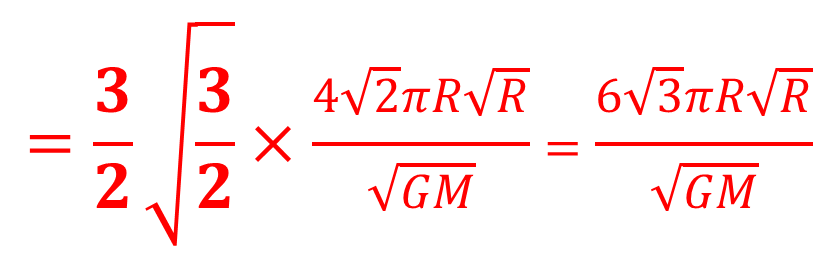 = 3/2 √(3/2) × 4√2πR√R / √GM = 6√3πR√R / √GM